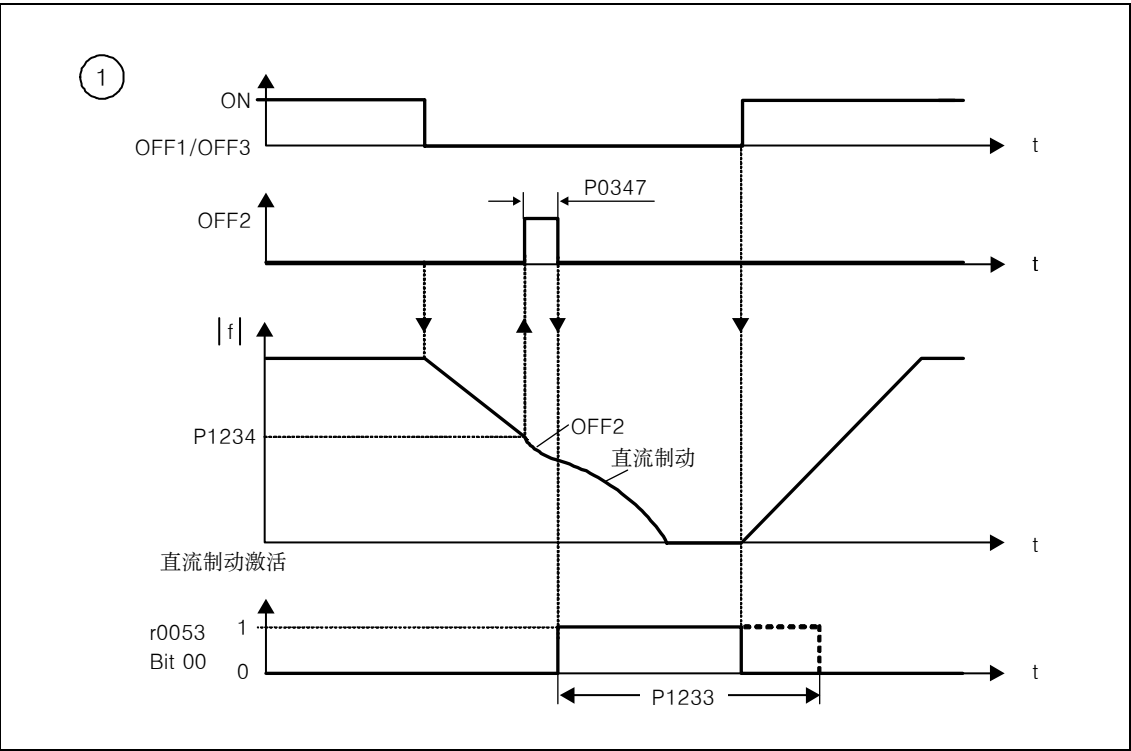 1
ON
OFF1/OFF3
t
P0347
OFF2
t
|f|
P1234
OFF2
直流制动
t
直流制动激活
r0053
Bit 00
1
0
t
P1233